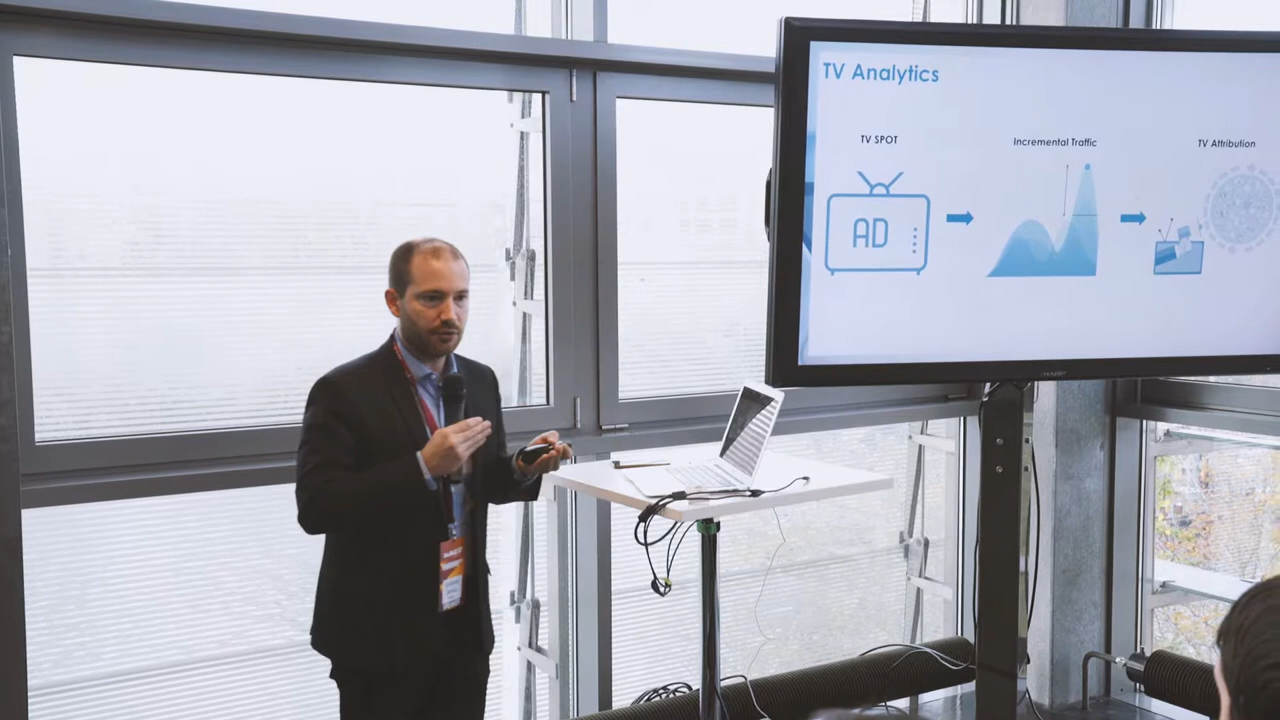 TV Analytics
TV SPOT
Incremental Traffic
TV Attribution
AD